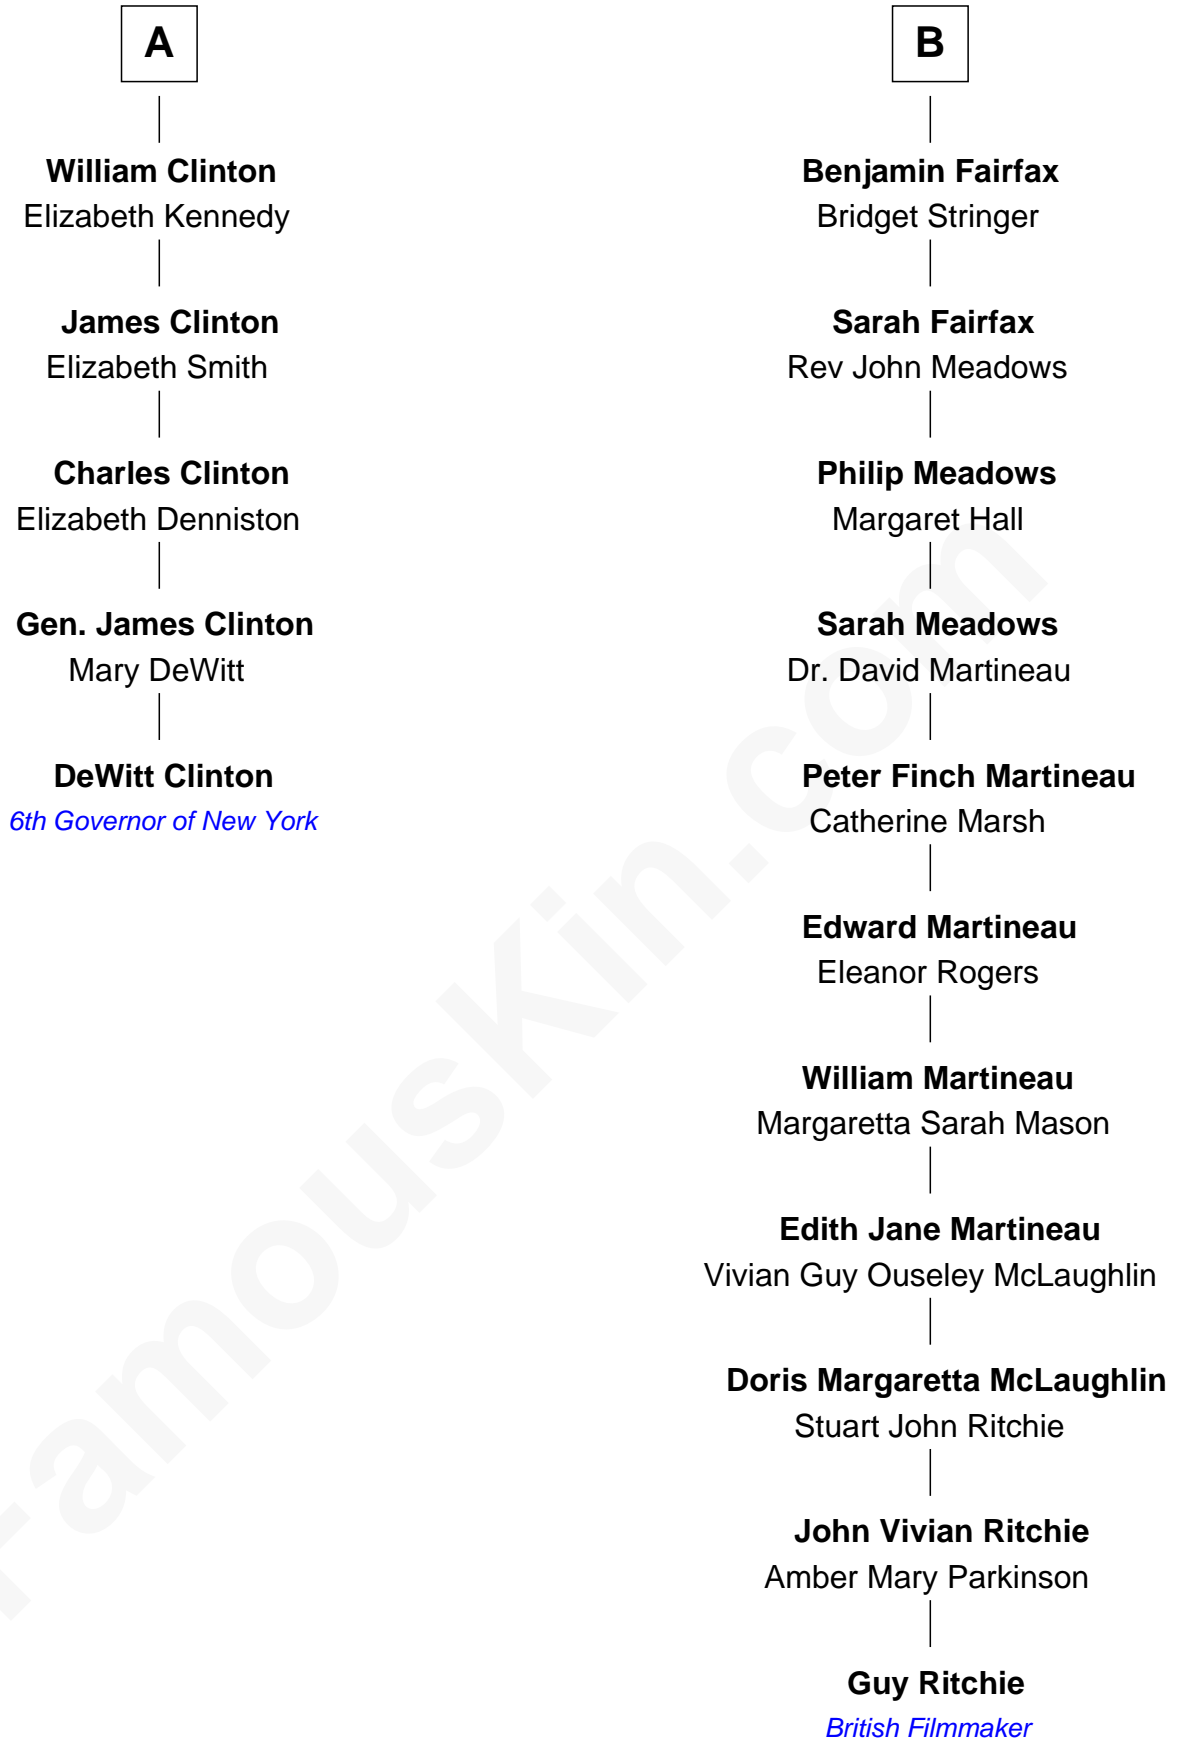 A
William Clinton
Elizabeth Kennedy
James Clinton
Elizabeth Smith
Charles Clinton
Elizabeth Denniston
Gen. James Clinton
Mary DeWitt
DeWitt Clinton
6th Governor of New York
B
Benjamin Fairfax
Bridget Stringer
Sarah Fairfax
Rev John Meadows
Philip Meadows
Margaret Hall
Sarah Meadows
Dr. David Martineau
Peter Finch Martineau
Catherine Marsh
Edward Martineau
Eleanor Rogers
William Martineau
Margaretta Sarah Mason
Edith Jane Martineau
Vivian Guy Ouseley McLaughlin
Doris Margaretta McLaughlin
Stuart John Ritchie
John Vivian Ritchie
Amber Mary Parkinson
Guy Ritchie
British Filmmaker
FamousKin.com